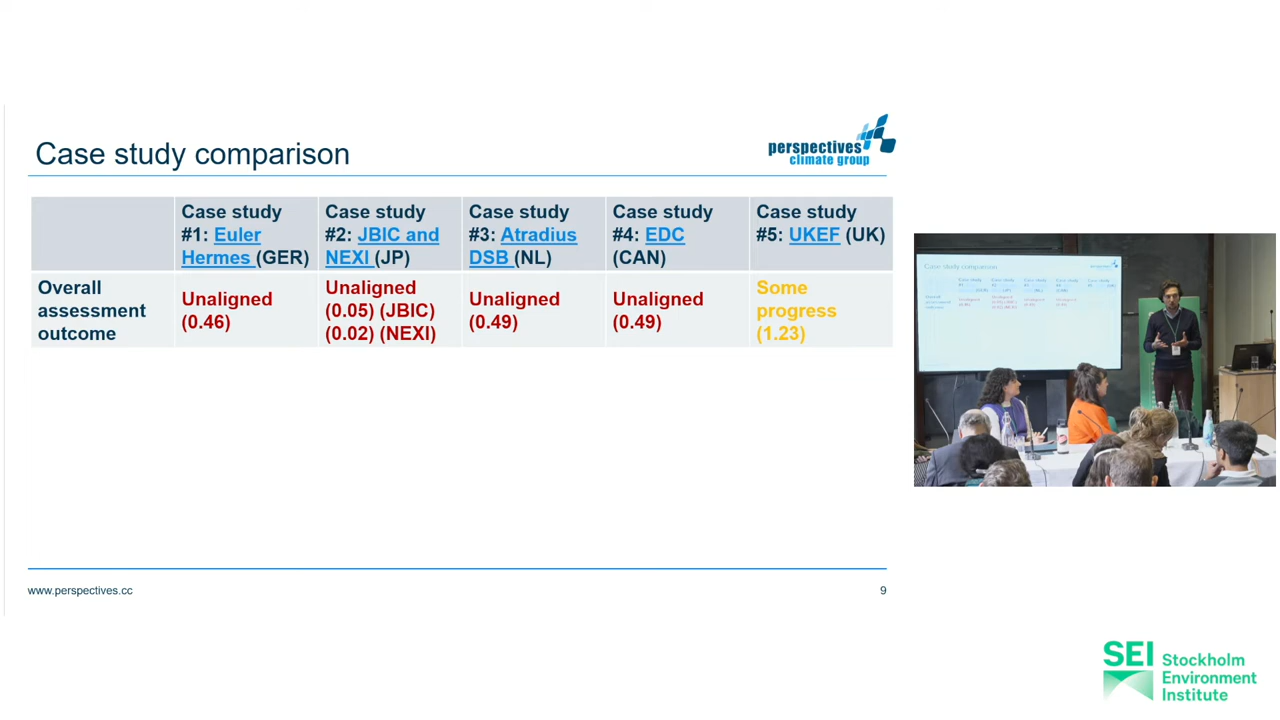 Case study comparison
perspectives
climate group
Case study
#1: Euler
Hermes (GER)
Case study
#2: JBIC and
NEXI (JP)
Case study
#3: Atradius
DSB (NL)
Case study
#4: EDC
(CAN)
Case study
#5: UKEF (UK)
Overall
assessment
outcome
Unaligned
(0.46)
Unaligned
(0.05) (JBIC)
(0.02) (NEXI)
Unaligned
(0.49)
Unaligned
(0.49)
Some
progress
(1.23)
www.perspectives.cc
9
Case study comparison
SEI Stockholm
Environment
Institute